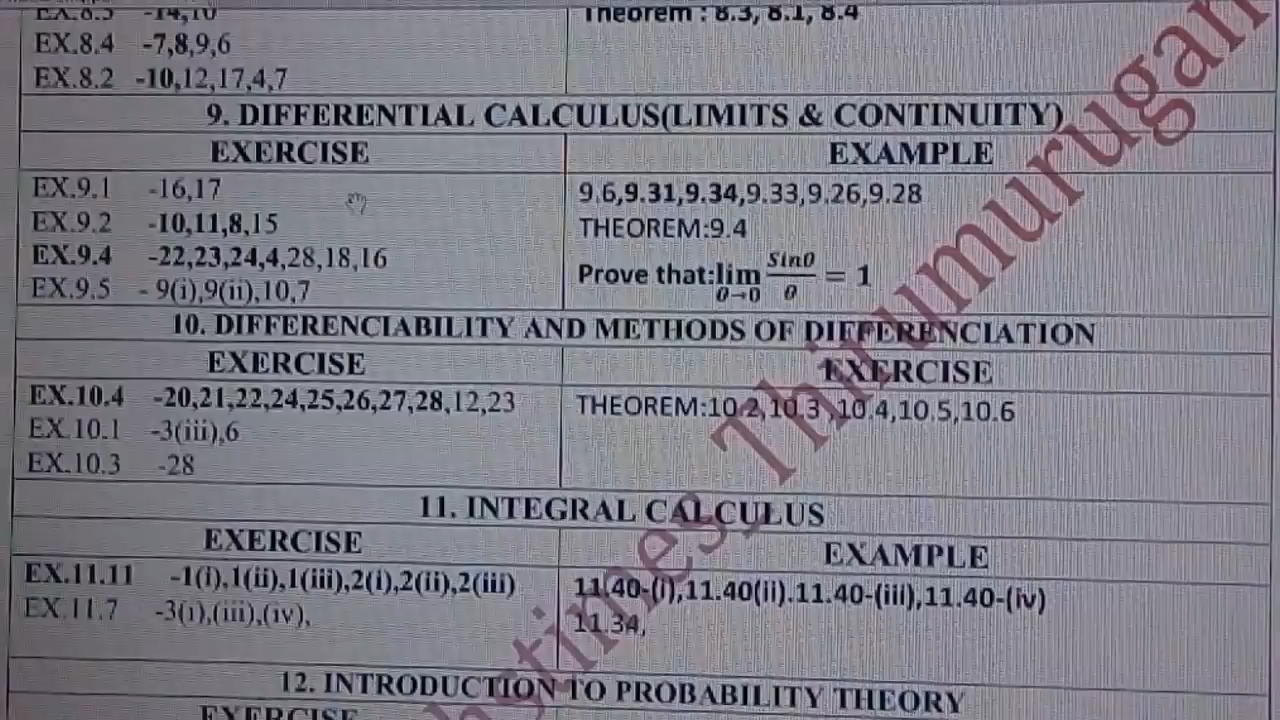 EX.8.5 -14,10
Theorem : 8.3, 8.1, 8.4
EX.8.4 -7,8,9,6
EX.8.2 -10,12,17,4,7
9. DIFFERENTIAL CALCULUS(LIMITS & CONTINUITY)
EXERCISE
EXAMPLE
EX.9.1 -16,17
EX.9.2 -10,11,8,15
EX.9.4 -22,23,24,4,28,18,16
EX.9.5 - 9(i),9(ii),10,7
9.6,9.31,9.34,9.33,9.26,9.28
THEOREM:9.4
Prove that: lim θ→0 Sinθ/θ = 1
10. DIFFERENCIABILITY AND METHODS OF DIFFERENCIATION
EXERCISE
EXERCISE
EX.10.4 -20,21,22,24,25,26,27,28,12,23
EX.10.1 -3(iii),6
EX.10.3 -28
THEOREM:10.2,10.3,10.4,10.5,10.6
11. INTEGRAL CALCULUS
EXERCISE
EXAMPLE
EX.11.11 -1(i),1(ii),1(iii),2(i),2(ii),2(iii)
EX.11.7 -3(i),(iii),(iv),
11.40-(i),11.40(ii).11.40-(iii),11.40-(iv)
11.34,
12. INTRODUCTION TO PROBABILITY THEORY
EXERCISE
Thirumurugan